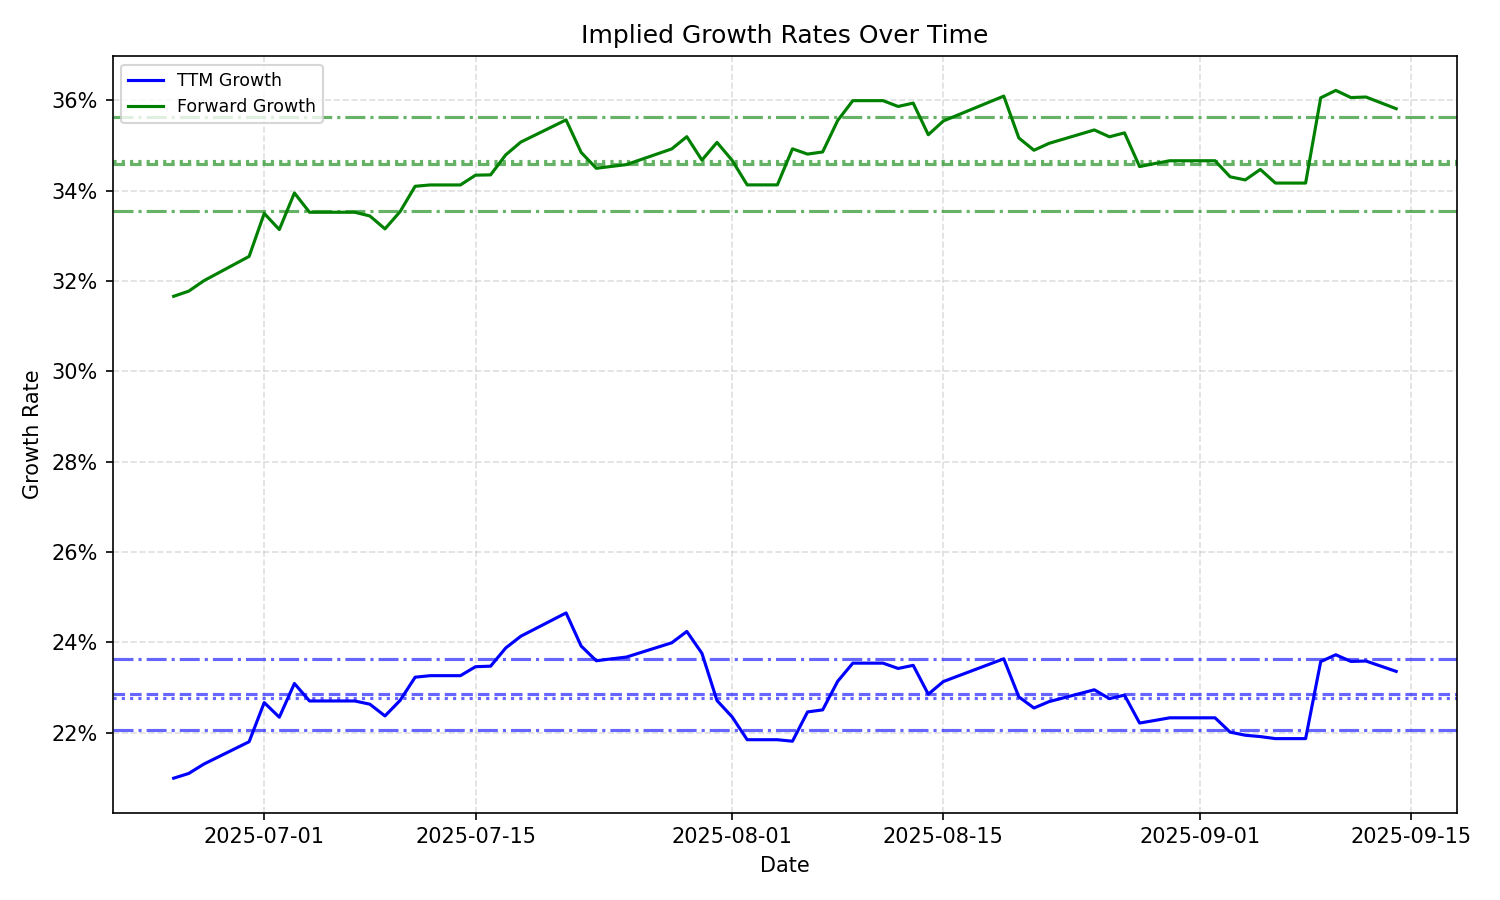 Implied Growth Rates Over Time
TTM Growth
Forward Growth
36%
34%
32%
30%
28%
26%
24%
22%
Growth Rate
2025-07-01
2025-07-15
2025-08-01
2025-08-15
2025-09-01
2025-09-15
Date